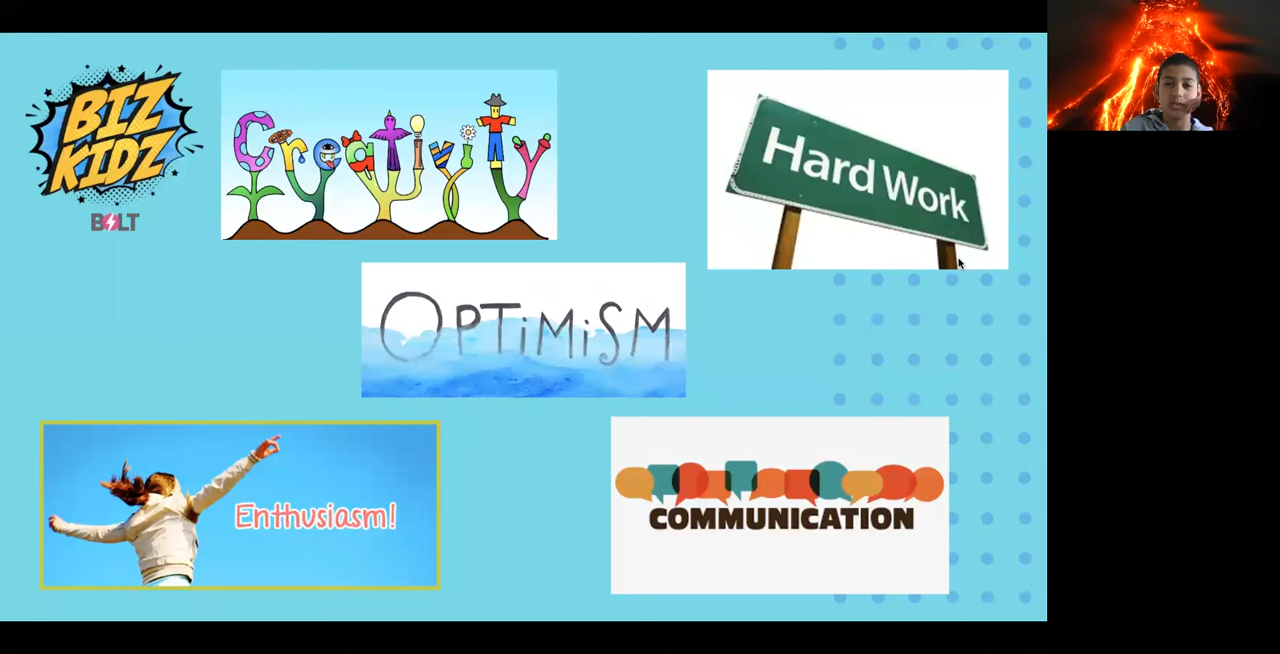 BIZ
KIDZ
BOLT
Creativity
Hard Work
OPTiMiSM
Enthusiasm!
COMMUNICATION